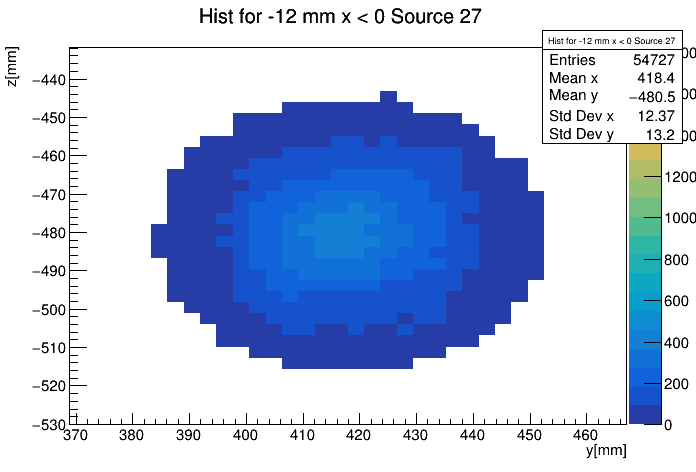 Hist for -12 mm x < 0 Source 27
z[mm]
−440
−450
−460
−470
−480
−490
−500
−510
−520
−530
370 380 390 400 410 420 430 440 450 460
y[mm]
Hist for -12 mm x < 0 Source 27
Entries 54727
Mean x 418.4
Mean y −480.5
Std Dev x 12.37
Std Dev y 13.2
1200
1000
800
600
400
200
0